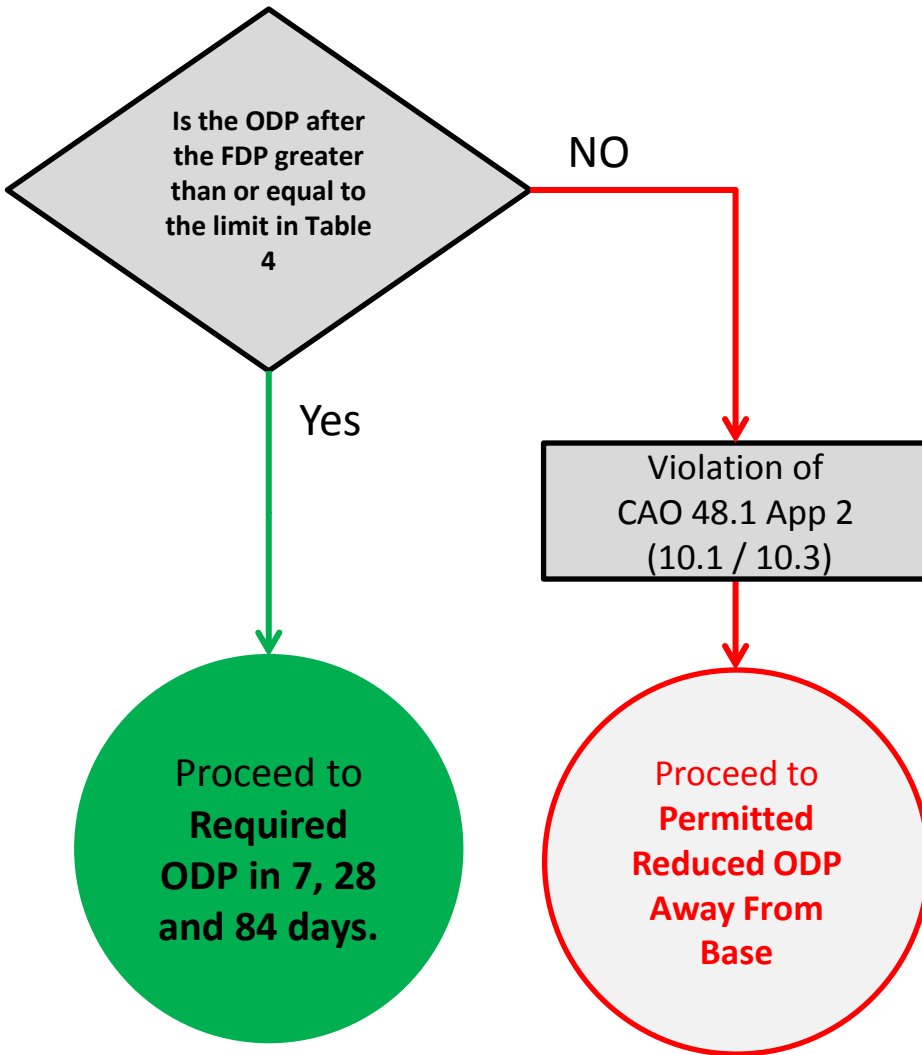 Is the ODP after
the FDP greater
than or equal to
the limit in Table
4
NO
Yes
Violation of
CAO 48.1 App 2
(10.1 / 10.3)
Proceed to
Required
ODP in 7, 28
and 84 days.
Proceed to
Permitted
Reduced ODP
Away From
Base